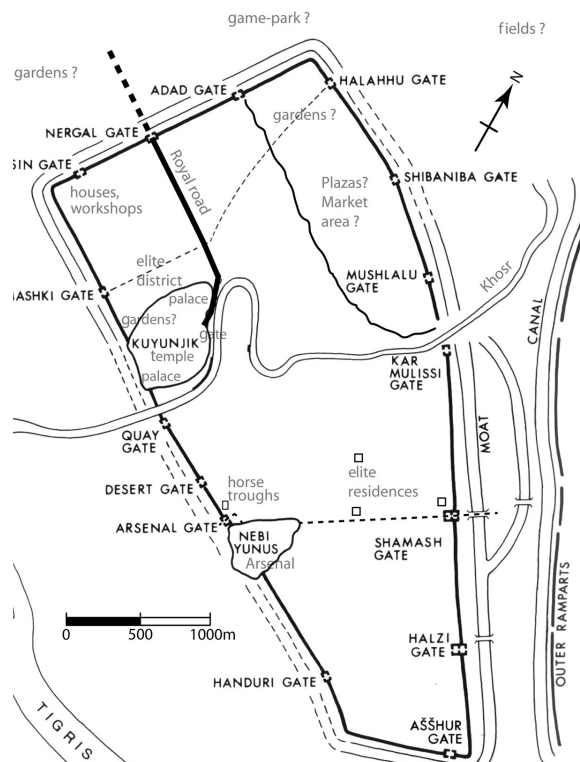 game-park ?
fields ?
gardens ?
ADAD GATE
HALAHHU GATE
N
gardens ?
NERGAL GATE
SIN GATE
Royal road
SHIBANIBA GATE
houses,
workshops
Plazas?
Market
area ?
elite
district
MUSHLALU
GATE
Khosr
MASHKI GATE
palace
gardens?
gate
KUYUNJIK
temple
palace
CANAL
KAR
MULISSI
GATE
MOAT
QUAY
GATE
DESERT GATE
horse
troughs
elite
residences
ARSENAL GATE
NEBI
YUNUS
Arsenal
SHAMASH
GATE
OUTER RAMPARTS
0 500 1000m
HALZI
GATE
HANDURI GATE
TIGRIS
AŠŠHUR
GATE